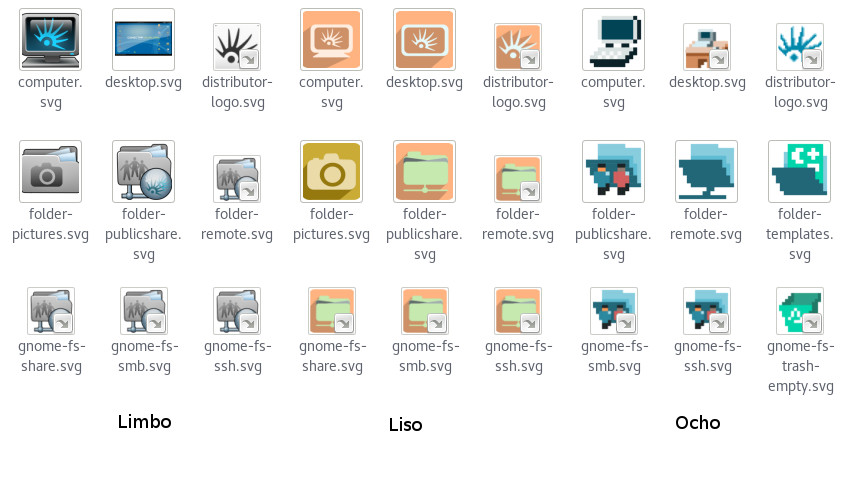 computer. desktop.svg distributor- computer. desktop.svg distributor- computer. desktop.svg distributor-
svg logo.svg svg logo.svg svg logo.svg
folder- folder- folder- folder- folder- folder- folder- folder- folder-
pictures.svg publicshare. remote.svg pictures.svg publicshare. remote.svg publicshare. remote.svg templates.
svg svg svg svg
gnome-fs- gnome-fs- gnome-fs- gnome-fs- gnome-fs- gnome-fs- gnome-fs- gnome-fs- gnome-fs-
share.svg smb.svg ssh.svg share.svg smb.svg ssh.svg smb.svg ssh.svg trash-
empty.svg
Limbo Liso Ocho